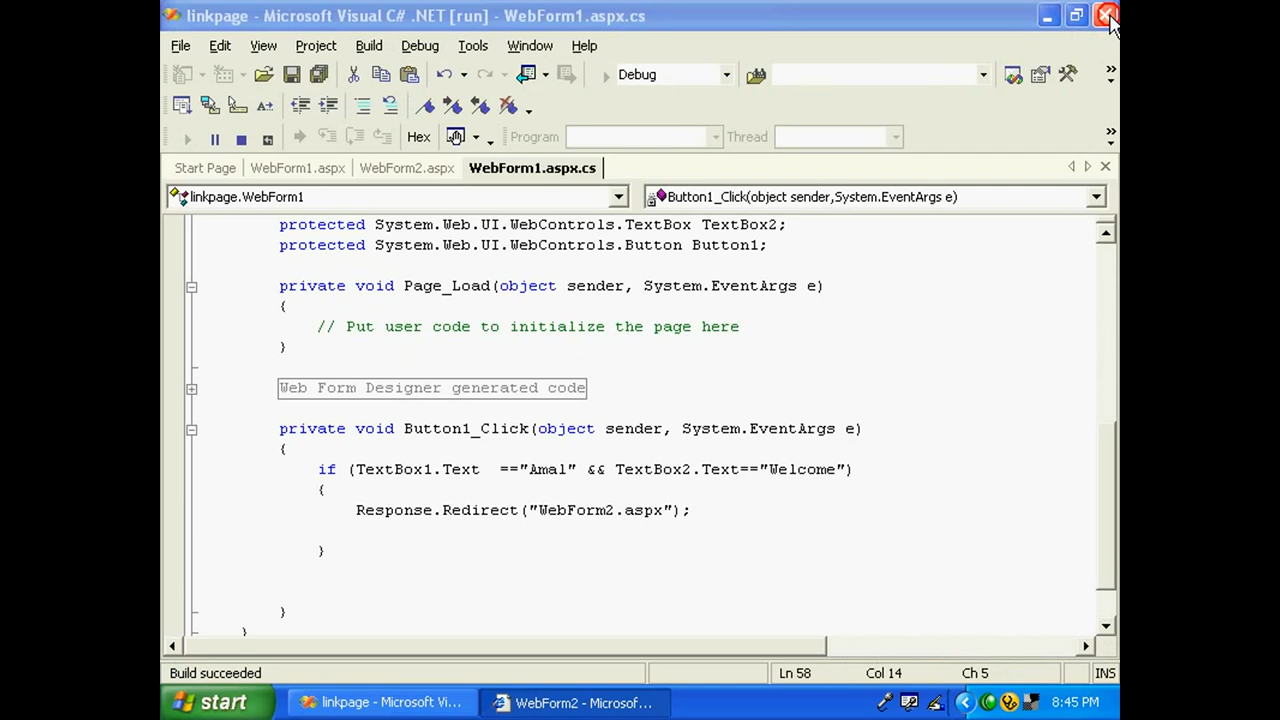 linkpage - Microsoft Visual C# .NET [run] - WebForm1.aspx.cs
File Edit View Project Build Debug Tools Window Help
Debug
Hex Program Thread
Start Page WebForm1.aspx WebForm2.aspx WebForm1.aspx.cs
linkpage.WebForm1 Button1_Click(object sender,System.EventArgs e)
protected System.Web.UI.WebControls.TextBox TextBox2;
protected System.Web.UI.WebControls.Button Button1;
private void Page_Load(object sender, System.EventArgs e)
{
// Put user code to initialize the page here
}
Web Form Designer generated code
private void Button1_Click(object sender, System.EventArgs e)
{
if (TextBox1.Text =="Amal" && TextBox2.Text=="Welcome")
{
Response.Redirect("WebForm2.aspx");
}
}
}
Build succeeded Ln 58 Col 14 Ch 5 INS
start linkpage - Microsoft Vi... WebForm2 - Microsof... 8:45 PM